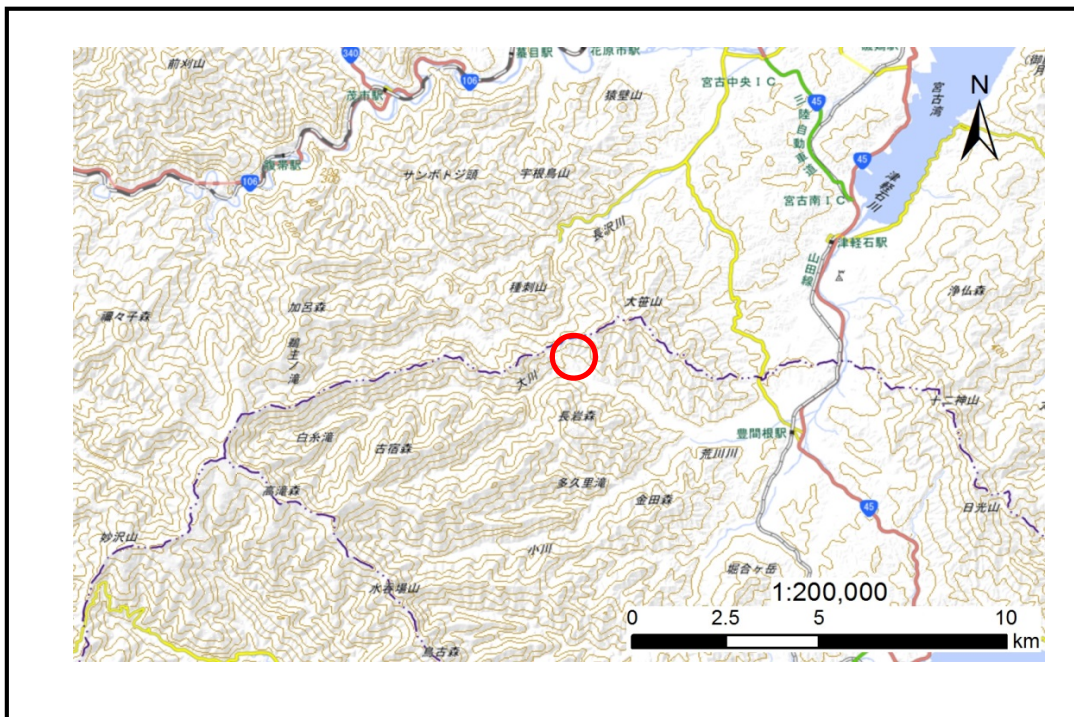 340
前刈山
蟇目駅
花原市駅
106
茂市駅
猿壁山
宮古中央IC
45
三陸自動車道
宮古湾
N
腹帯駅
106
サンボトジ頭
宇根鳥山
45
津軽石川
宮古南IC
長沢川
津軽石駅
山田線
種刺山
大笹山
浄仏森
加呂森
400
鵜主ノ滝
大川
長岩森
十二神山
白糸滝
古宿森
豊間根駅
荒川川
多久里滝
高滝森
金田森
45
日光山
妙沢山
小川
堀合ヶ岳
水呑場山
1:200,000
0 2.5 5 10
km
鳥古森